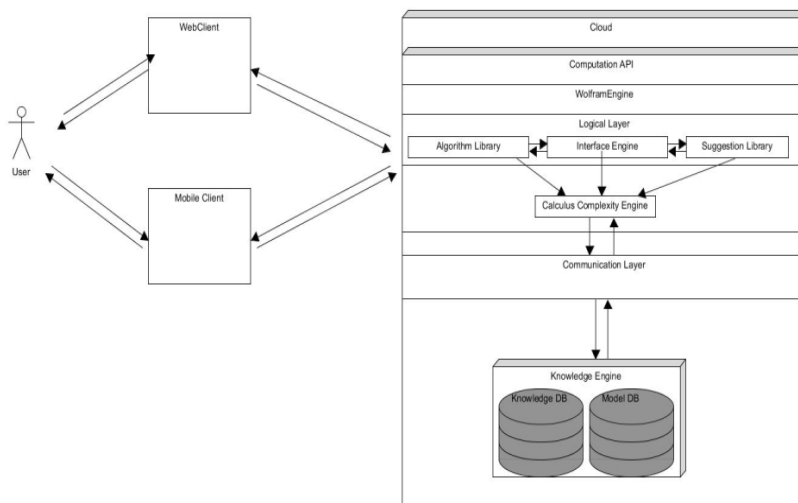 WebClient
Cloud
Computation API
WolframEngine
Logical Layer
Algorithm Library
Interface Engine
Suggestion Library
User
Mobile Client
Calculus Complexity Engine
Communication Layer
Knowledge Engine
Knowledge DB
Model DB